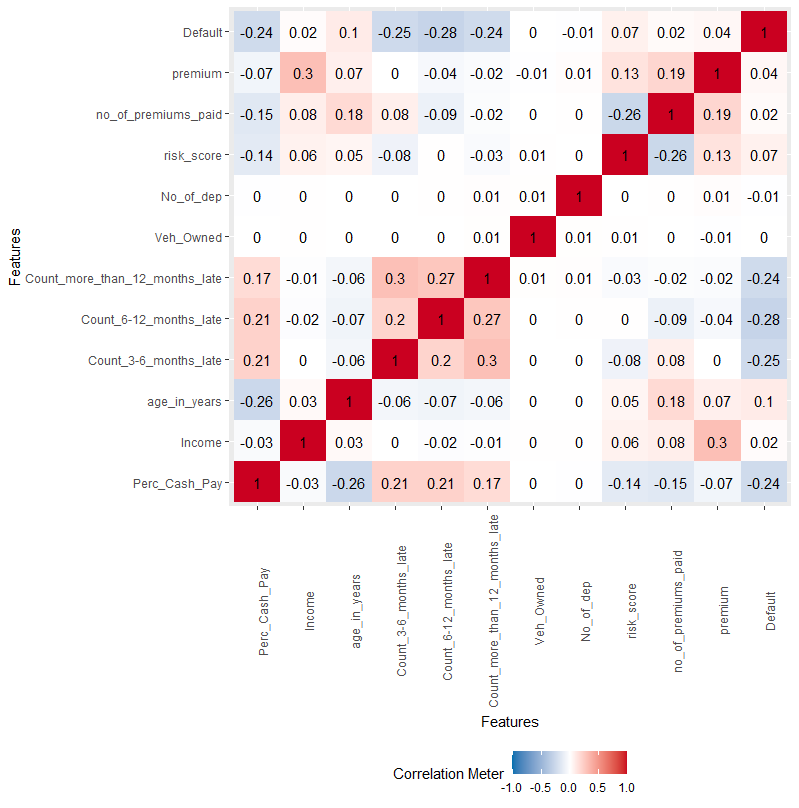 Default -0.24 0.02 0.1 -0.25 -0.28 -0.24 0 -0.01 0.07 0.02 0.04 1
premium -0.07 0.3 0.07 0 -0.04 -0.02 -0.01 0.01 0.13 0.19 1 0.04
no_of_premiums_paid -0.15 0.08 0.18 0.08 -0.09 -0.02 0 0 -0.26 1 0.19 0.02
risk_score -0.14 0.06 0.05 -0.08 0 -0.03 0.01 0 1 -0.26 0.13 0.07
No_of_dep 0 0 0 0 0 0.01 0.01 1 0 0 0.01 -0.01
Veh_Owned 0 0 0 0 0 0.01 1 0.01 0.01 0 -0.01 0
Features
Count_more_than_12_months_late 0.17 -0.01 -0.06 0.3 0.27 1 0.01 0.01 -0.03 -0.02 -0.02 -0.24
Count_6-12_months_late 0.21 -0.02 -0.07 0.2 1 0.27 0 0 0 -0.09 -0.04 -0.28
Count_3-6_months_late 0.21 0 -0.06 1 0.2 0.3 0 0 -0.08 0.08 0 -0.25
age_in_years -0.26 0.03 1 -0.06 -0.07 -0.06 0 0 0.05 0.18 0.07 0.1
Income -0.03 1 0.03 0 -0.02 -0.01 0 0 0.06 0.08 0.3 0.02
Perc_Cash_Pay 1 -0.03 -0.26 0.21 0.21 0.17 0 0 -0.14 -0.15 -0.07 -0.24
Perc_Cash_Pay
Income
age_in_years
Count_3-6_months_late
Count_6-12_months_late
Count_more_than_12_months_late
Veh_Owned
No_of_dep
risk_score
no_of_premiums_paid
premium
Default
Features
Correlation Meter
-1.0 -0.5 0.0 0.5 1.0